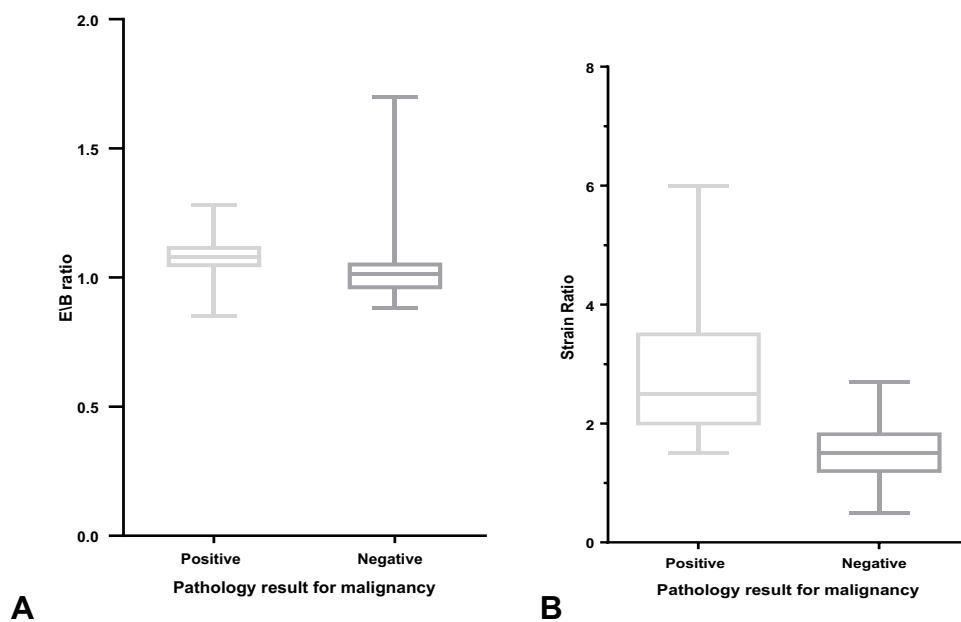 2.0
1.5
1.0
0.5
0.0
E\B ratio
Positive
Negative
Pathology result for malignancy
A
8
6
4
2
0
Strain Ratio
Positive
Negative
Pathology result for malignancy
B